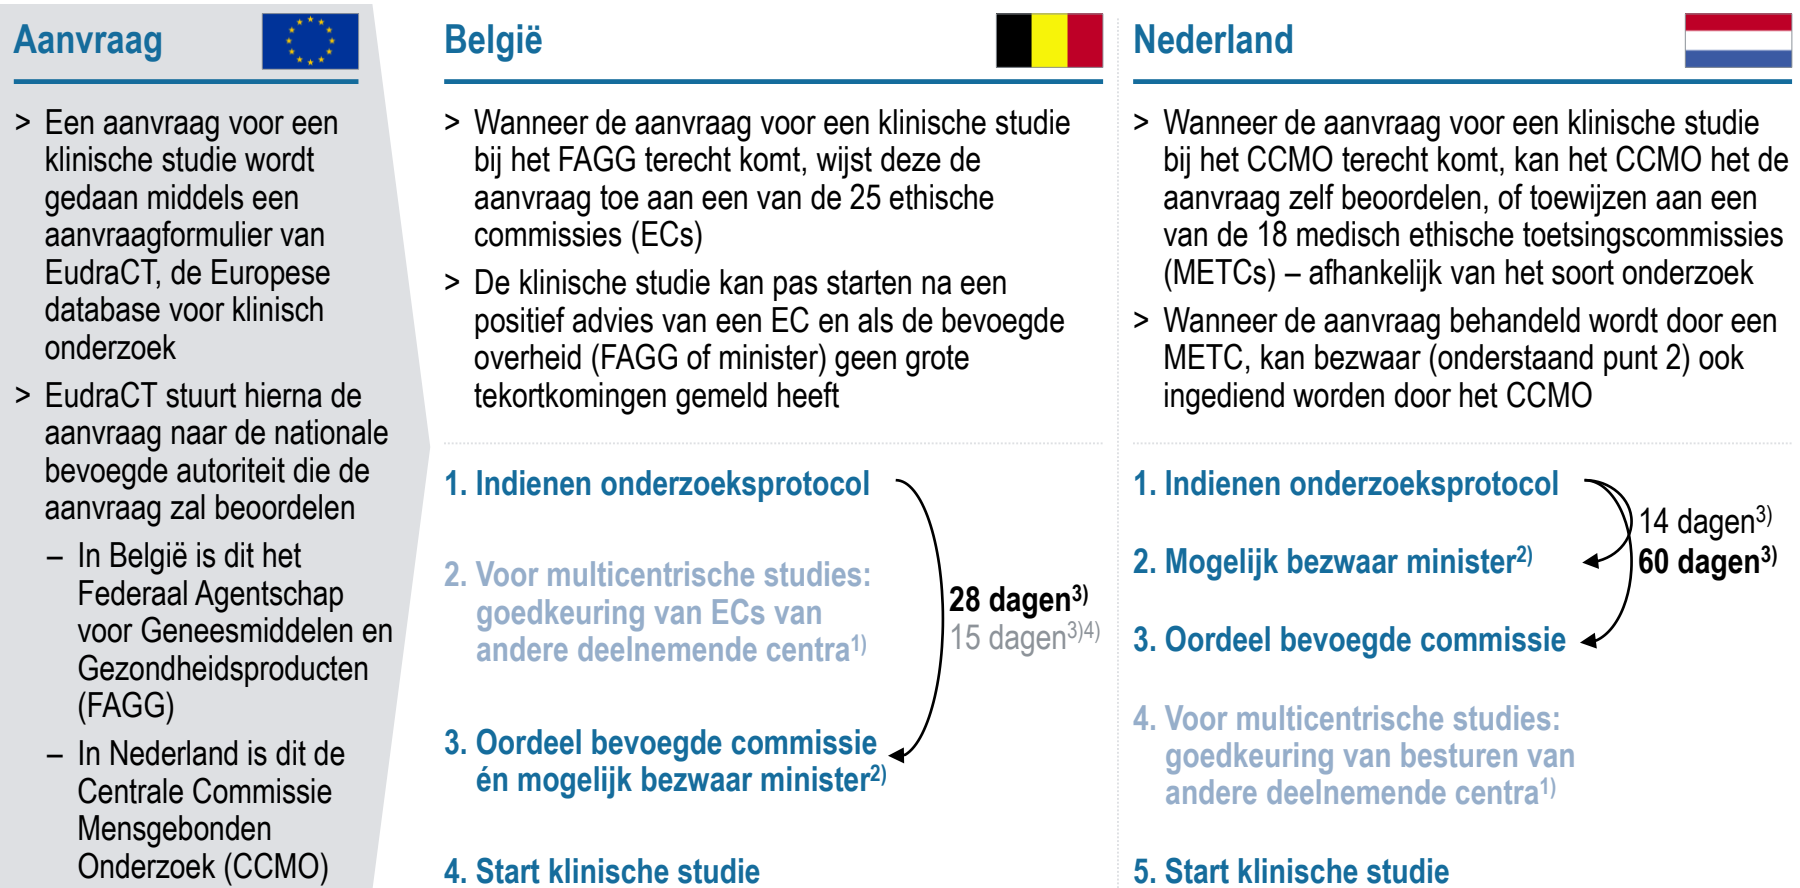 Aanvraag
> Een aanvraag voor een
klinische studie wordt
gedaan middels een
aanvraagformulier van
EudraCT, de Europese
database voor klinisch
onderzoek
> EudraCT stuurt hierna de
aanvraag naar de nationale
bevoegde autoriteit die de
aanvraag zal beoordelen
– In België is dit het
Federaal Agentschap
voor Geneesmiddelen en
Gezondheidsproducten
(FAGG)
– In Nederland is dit de
Centrale Commissie
Mensgebonden
Onderzoek (CCMO)
België
> Wanneer de aanvraag voor een klinische studie
bij het FAGG terecht komt, wijst deze de
aanvraag toe aan een van de 25 ethische
commissies (ECs)
> De klinische studie kan pas starten na een
positief advies van een EC en als de bevoegde
overheid (FAGG of minister) geen grote
tekortkomingen gemeld heeft
1. Indienen onderzoeksprotocol
2. Voor multicentrische studies:
goedkeuring van ECs van
andere deelnemende centra1)
28 dagen3)
15 dagen3)4)
3. Oordeel bevoegde commissie
én mogelijk bezwaar minister2)
4. Start klinische studie
Nederland
> Wanneer de aanvraag voor een klinische studie
bij het CCMO terecht komt, kan het CCMO het de
aanvraag zelf beoordelen, of toewijzen aan een
van de 18 medisch ethische toetsingscommissies
(METCs) – afhankelijk van het soort onderzoek
> Wanneer de aanvraag behandeld wordt door een
METC, kan bezwaar (onderstaand punt 2) ook
ingediend worden door het CCMO
1. Indienen onderzoeksprotocol
14 dagen3)
2. Mogelijk bezwaar minister2)
60 dagen3)
3. Oordeel bevoegde commissie
4. Voor multicentrische studies:
goedkeuring van besturen van
andere deelnemende centra1)
5. Start klinische studie